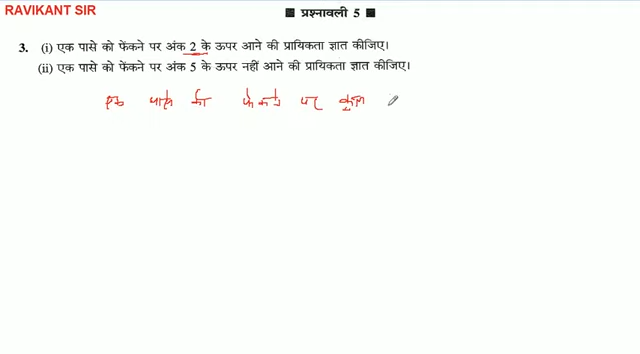 RAVIKANT SIR
प्रश्नावली 5
3. (i) एक पासे को फेंकने पर अंक 2 के ऊपर आने की प्रायिकता ज्ञात कीजिए।
(ii) एक पासे को फेंकने पर अंक 5 के ऊपर नहीं आने की प्रायिकता ज्ञात कीजिए।
एक पासे को फेकने पर कुल